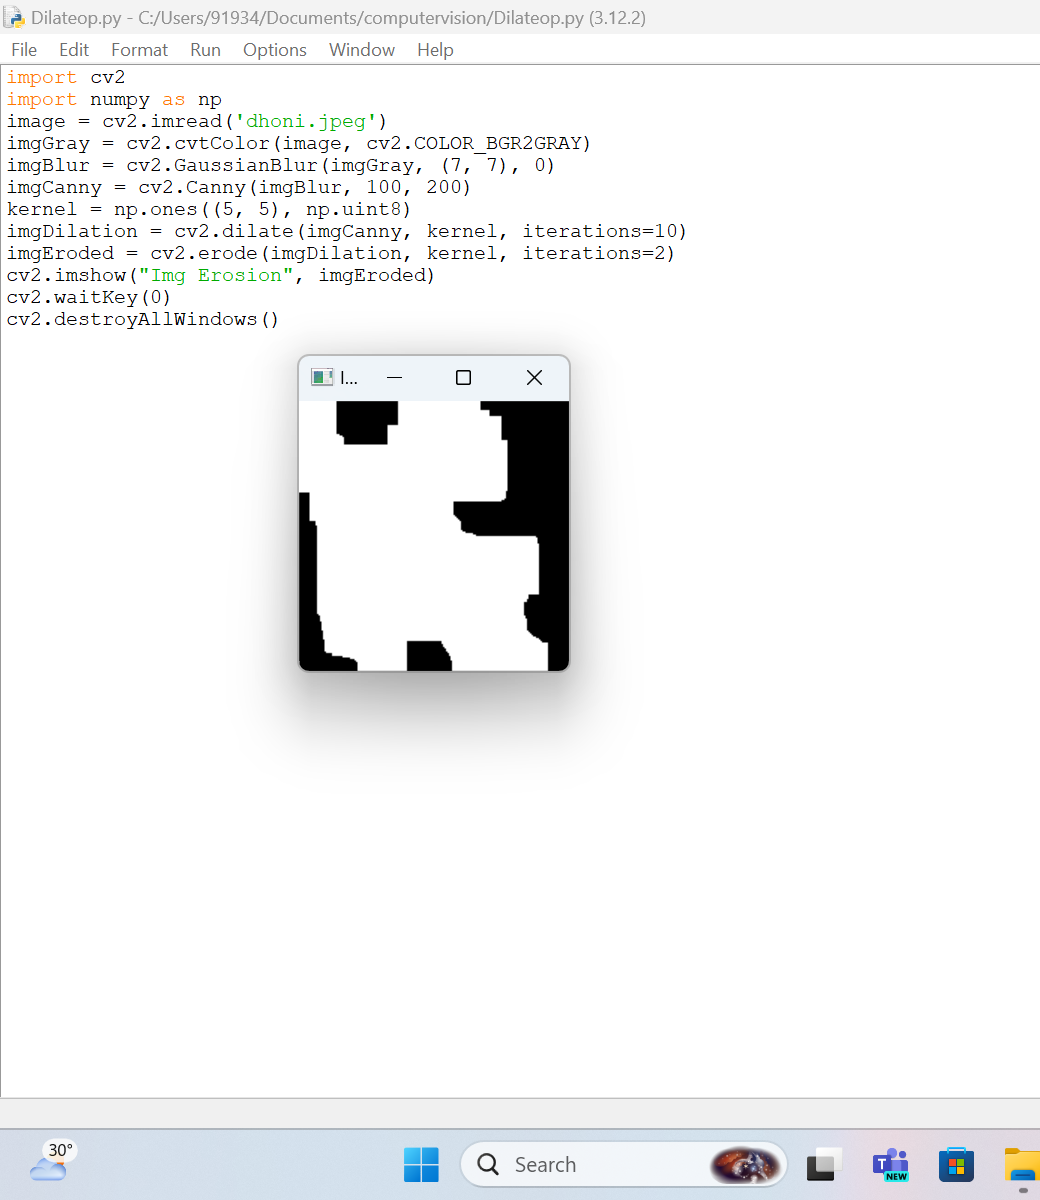 Dilateop.py - C:/Users/91934/Documents/computervision/Dilateop.py (3.12.2)
File Edit Format Run Options Window Help
import cv2
import numpy as np
image = cv2.imread('dhoni.jpeg')
imgGray = cv2.cvtColor(image, cv2.COLOR_BGR2GRAY)
imgBlur = cv2.GaussianBlur(imgGray, (7, 7), 0)
imgCanny = cv2.Canny(imgBlur, 100, 200)
kernel = np.ones((5, 5), np.uint8)
imgDilation = cv2.dilate(imgCanny, kernel, iterations=10)
imgEroded = cv2.erode(imgDilation, kernel, iterations=2)
cv2.imshow("Img Erosion", imgEroded)
cv2.waitKey(0)
cv2.destroyAllWindows()
I...
30°
Search
T
NEW